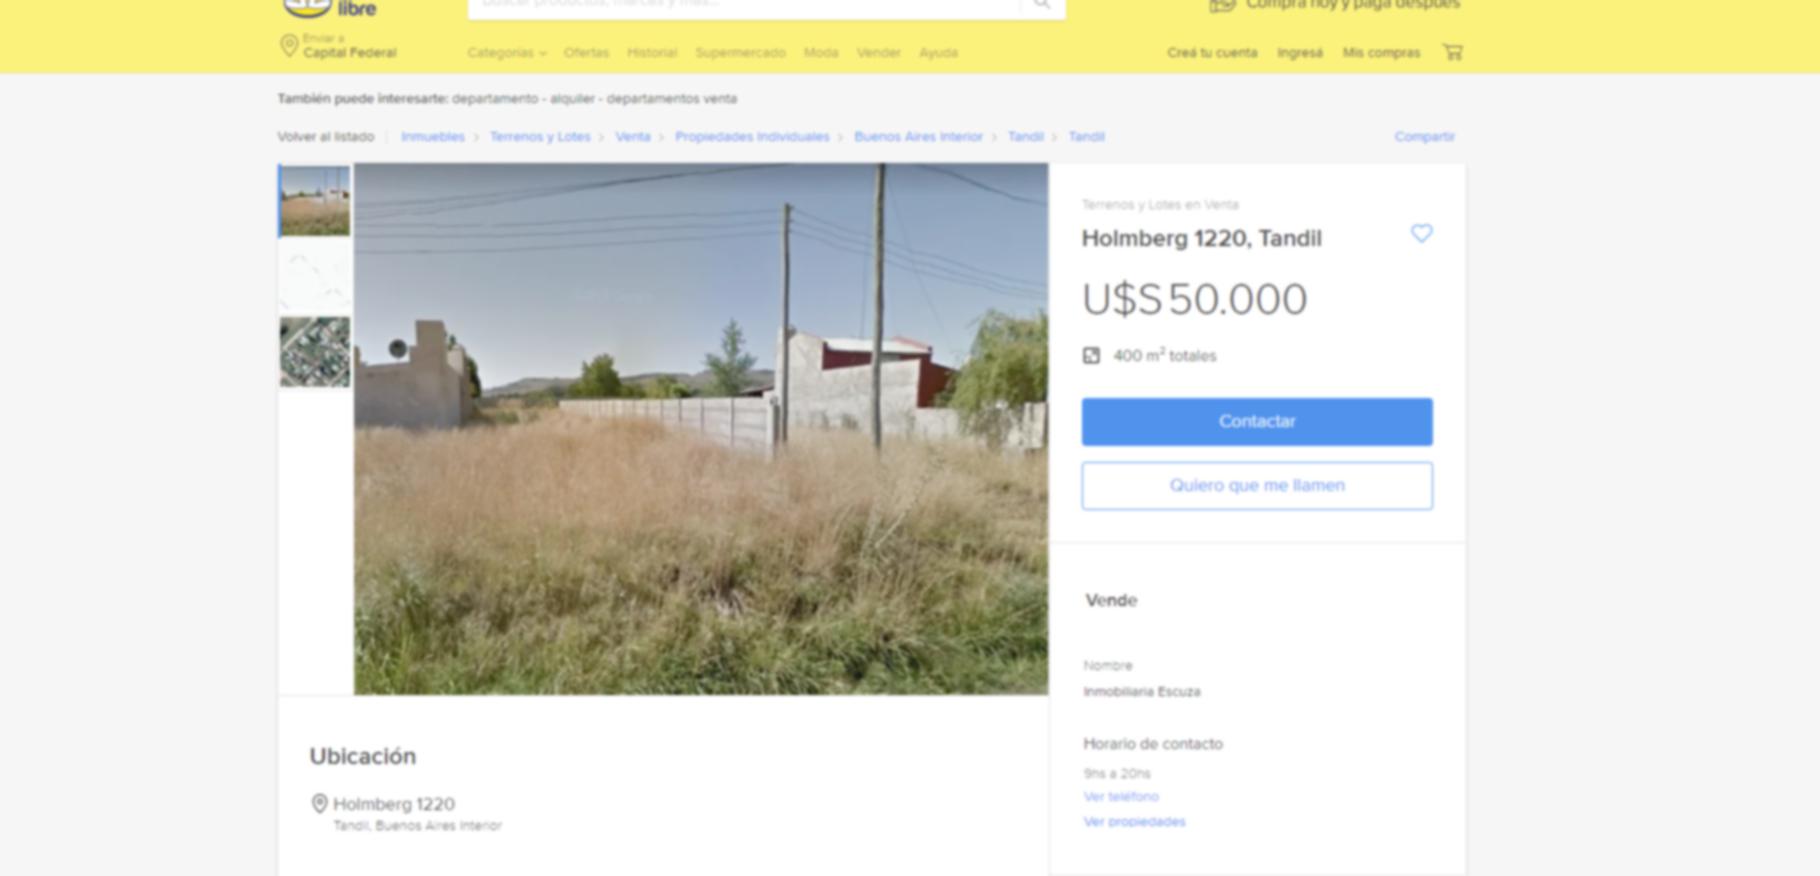 libre
Buscar productos, marcas y más...
Compra hoy y paga después
Enviar a
Capital Federal
Categorías
Ofertas
Historial
Supermercado
Moda
Vender
Ayuda
Creá tu cuenta
Ingresá
Mis compras
También puede interesarte: departamento - alquiler - departamentos venta
Volver al listado
Inmuebles > Terrenos y Lotes > Venta > Propiedades Individuales > Buenos Aires Interior > Tandil > Tandil
Compartir
Terrenos y Lotes en Venta
Holmberg 1220, Tandil
U$S 50.000
400 m² totales
Contactar
Quiero que me llamen
Vende
Nombre
Inmobiliaria Escuza
Horario de contacto
9hs a 20hs
Ver teléfono
Ver propiedades
Ubicación
Holmberg 1220
Tandil, Buenos Aires Interior